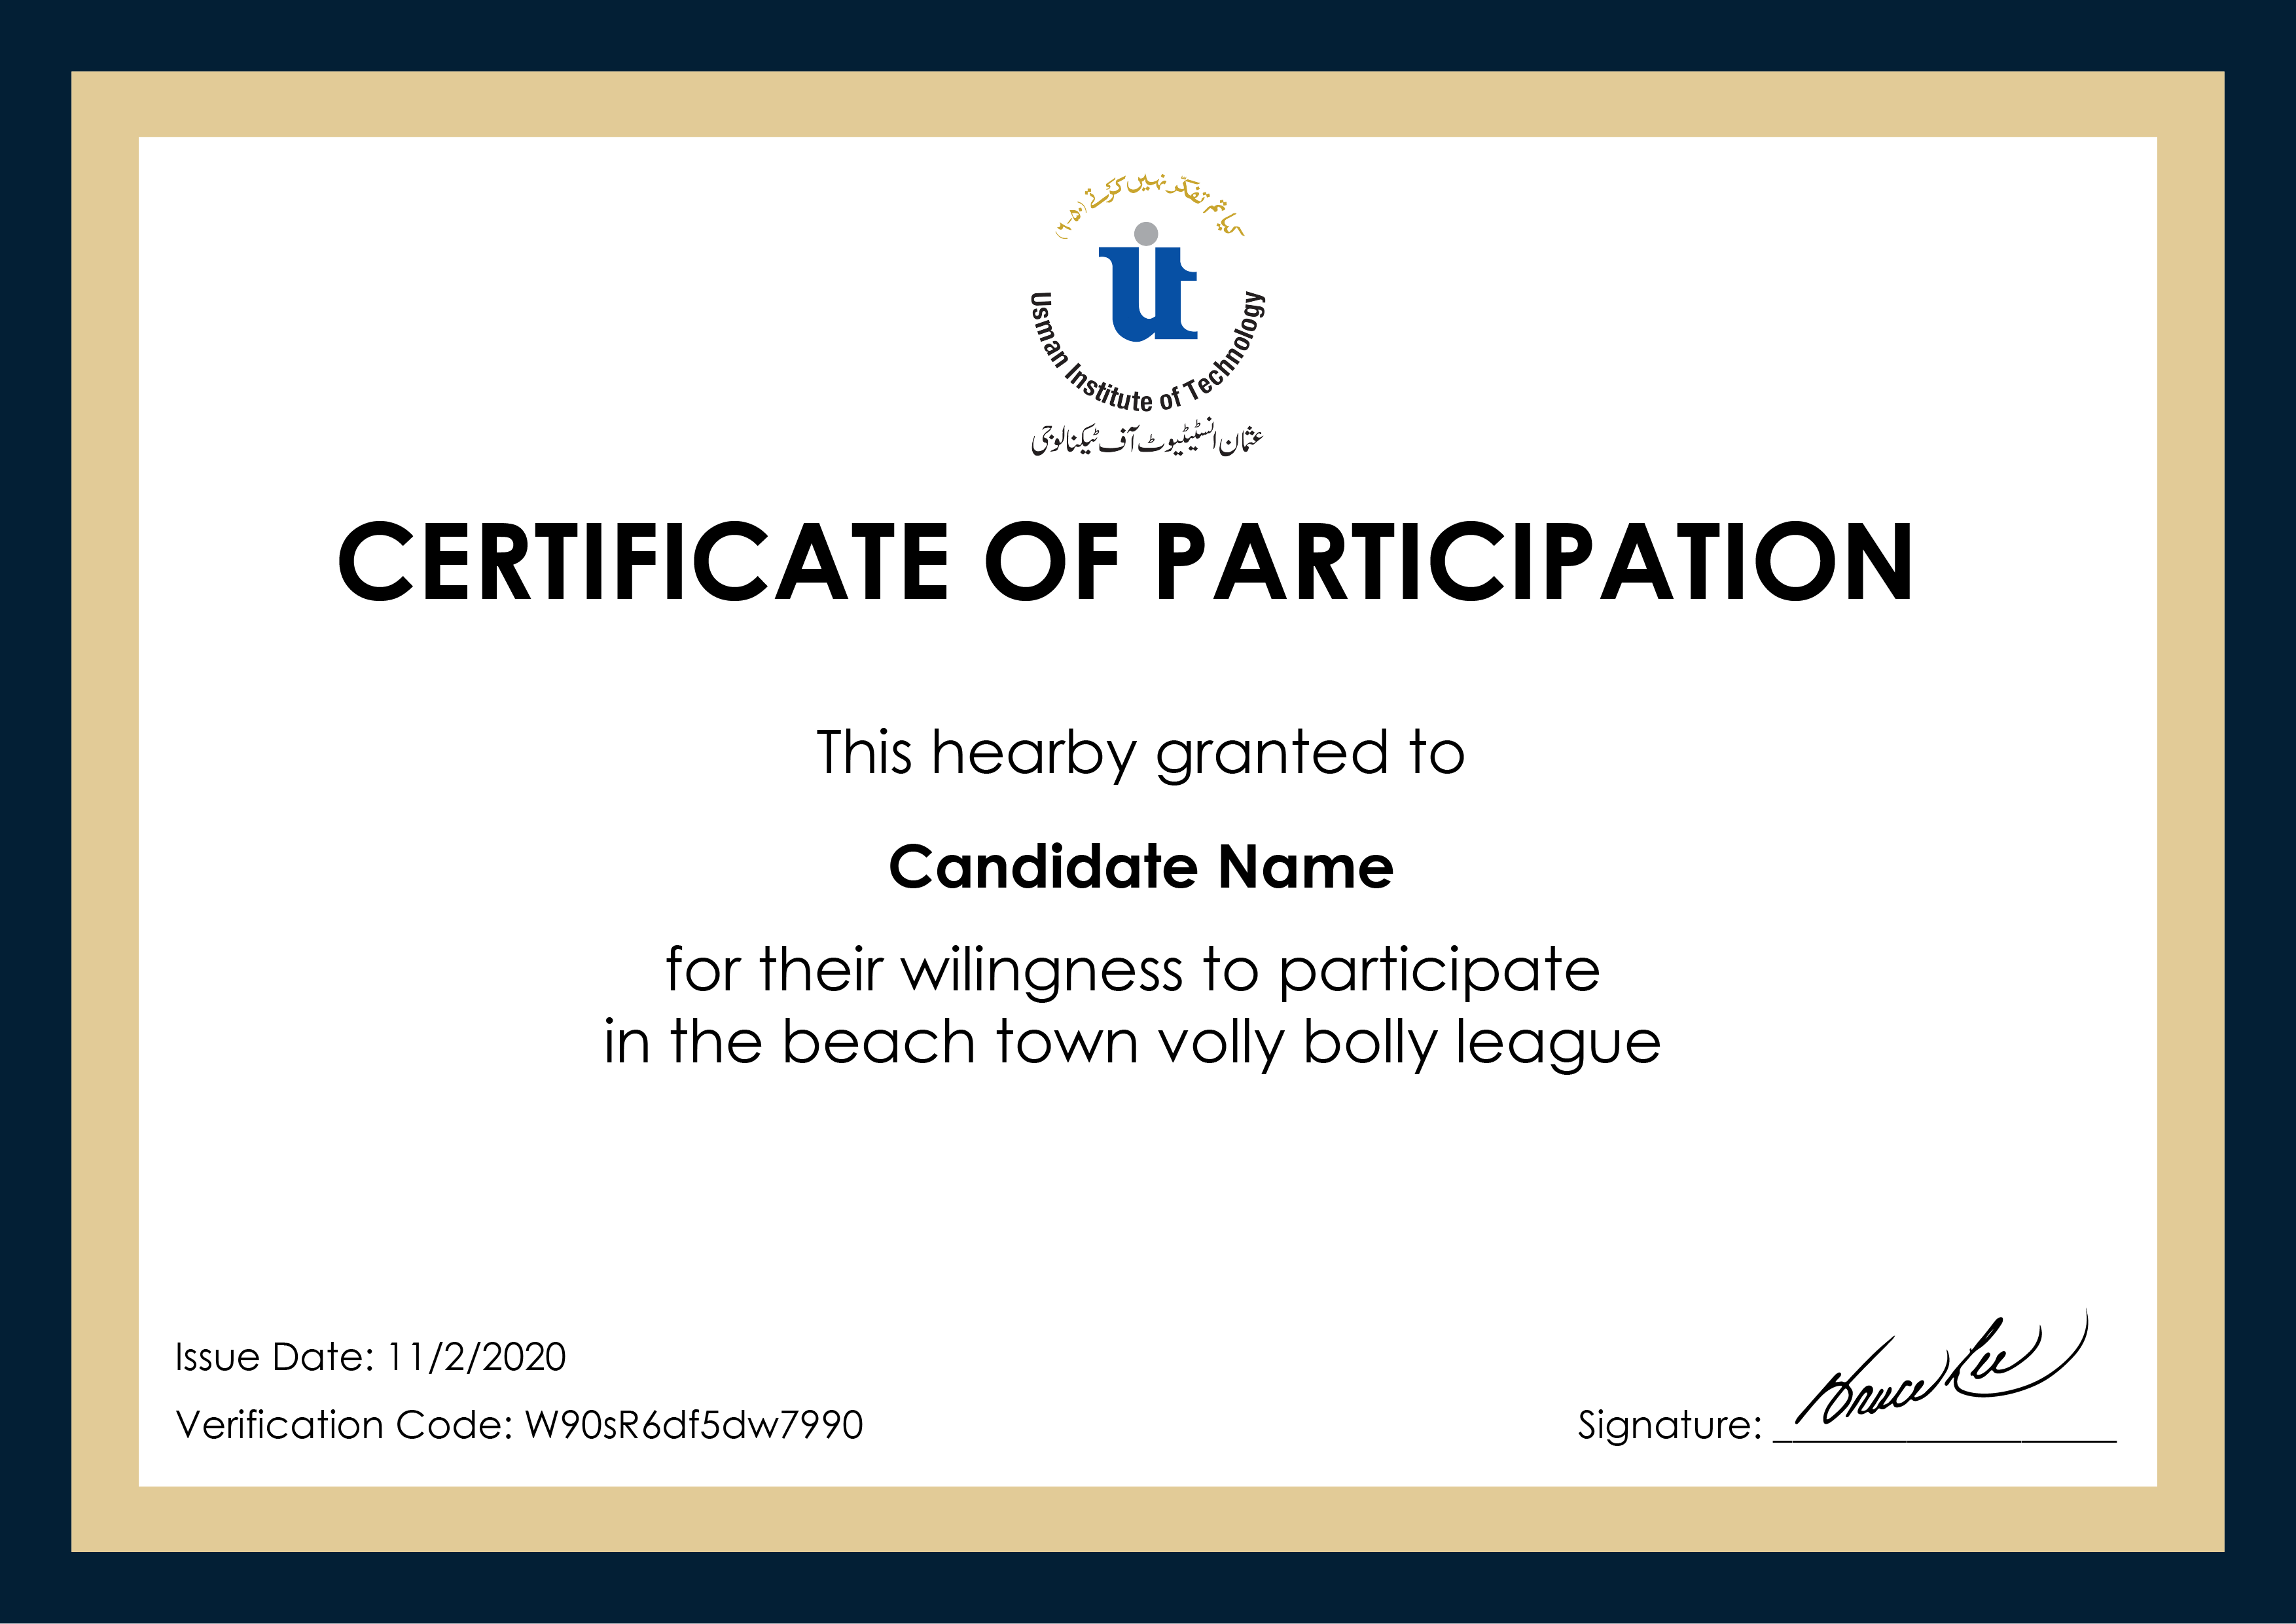 کیا تم تفکر نہیں کرتے (۵۰-۶)
uit
Usman Institute of Technology
عثمان انسٹیٹیوٹ آف ٹیکنالوجی
CERTIFICATE OF PARTICIPATION
This hearby granted to
Candidate Name
for their wilingness to participate
in the beach town volly bolly league
Issue Date: 11/2/2020
Verification Code: W90sR6df5dw7990
Signature: Bruce Lee